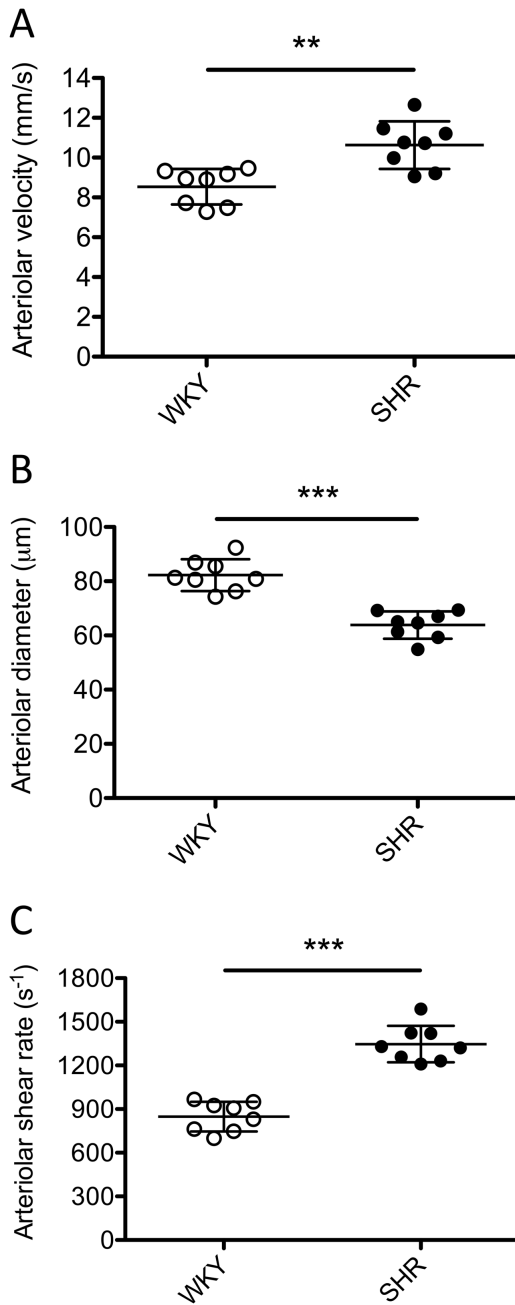 A
**
Arteriolar velocity (mm/s)
14
12
10
8
6
4
2
0
WKY
SHR
B
***
Arteriolar diameter (μm)
100
80
60
40
20
0
WKY
SHR
C
***
Arteriolar shear rate (s⁻¹)
1800
1500
1200
900
600
300
0
WKY
SHR